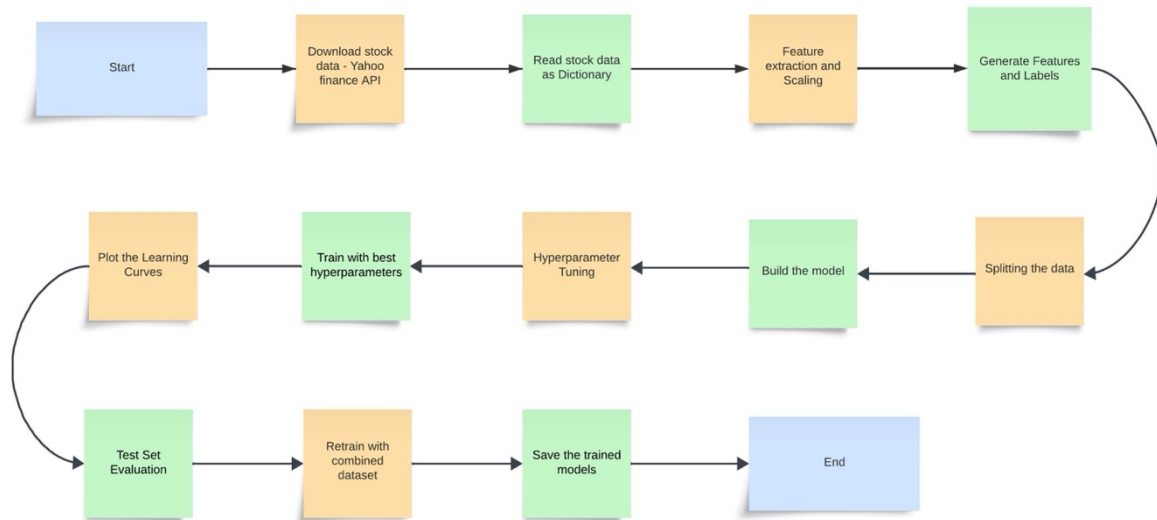 Start
Download stock
data - Yahoo
finance API
Read stock data
as Dictionary
Feature
extraction and
Scaling
Generate Features
and Labels
Splitting the data
Build the model
Hyperparameter
Tuning
Train with best
hyperparameters
Plot the Learning
Curves
Test Set
Evaluation
Retrain with
combined
dataset
Save the trained
models
End